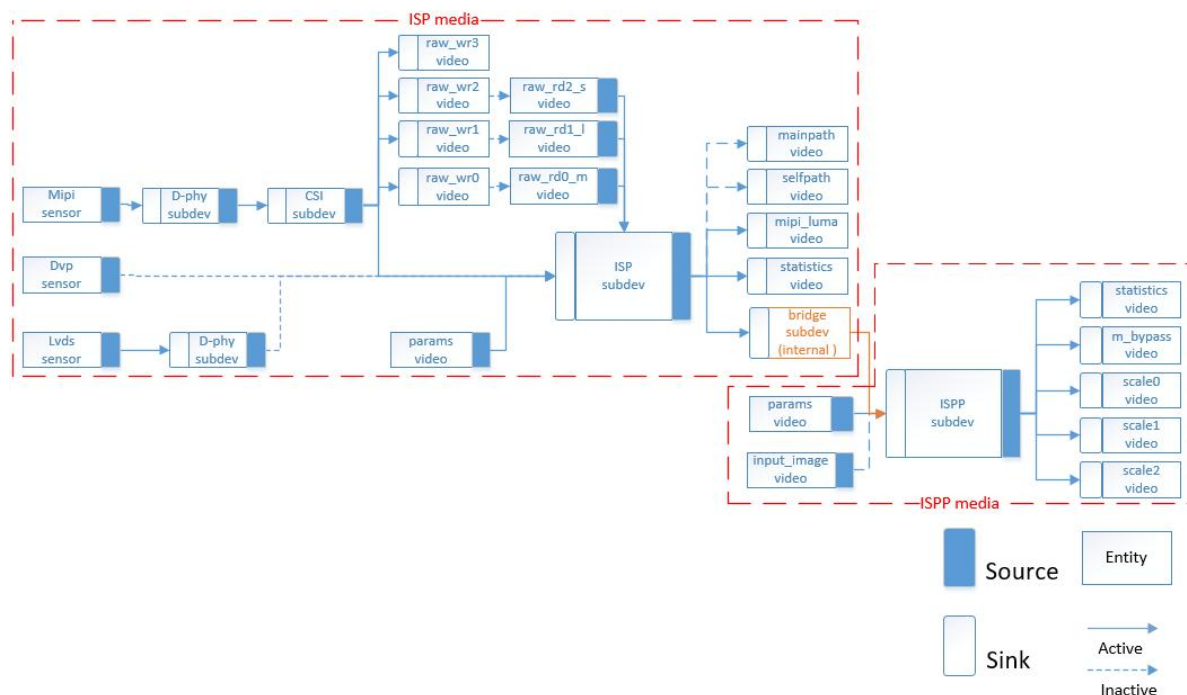 ISP media
raw_wr3
video
raw_wr2
video
raw_rd2_s
video
raw_wr1
video
raw_rd1_l
video
raw_wr0
video
raw_rd0_m
video
mainpath
video
selfpath
video
mipi_luma
video
statistics
video
bridge
subdev
(internal )
Mipi
sensor
D-phy
subdev
CSI
subdev
Dvp
sensor
ISP
subdev
Lvds
sensor
D-phy
subdev
params
video
params
video
input_image
video
ISPP
subdev
statistics
video
m_bypass
video
scale0
video
scale1
video
scale2
video
ISPP media
Source
Entity
Sink
Active
Inactive